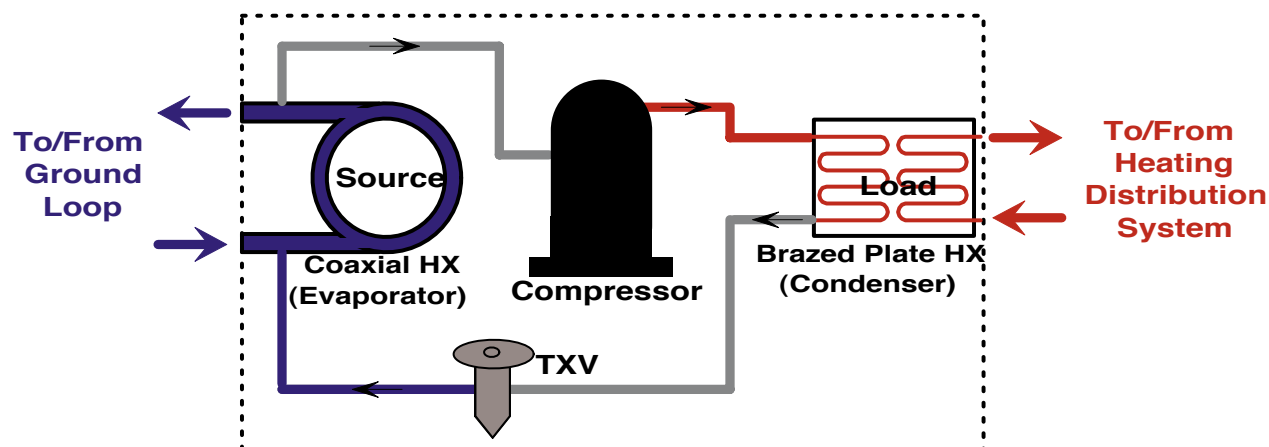 To/From
Ground
Loop
Source
Coaxial HX
(Evaporator)
Compressor
TXV
Load
Brazed Plate HX
(Condenser)
To/From
Heating
Distribution
System